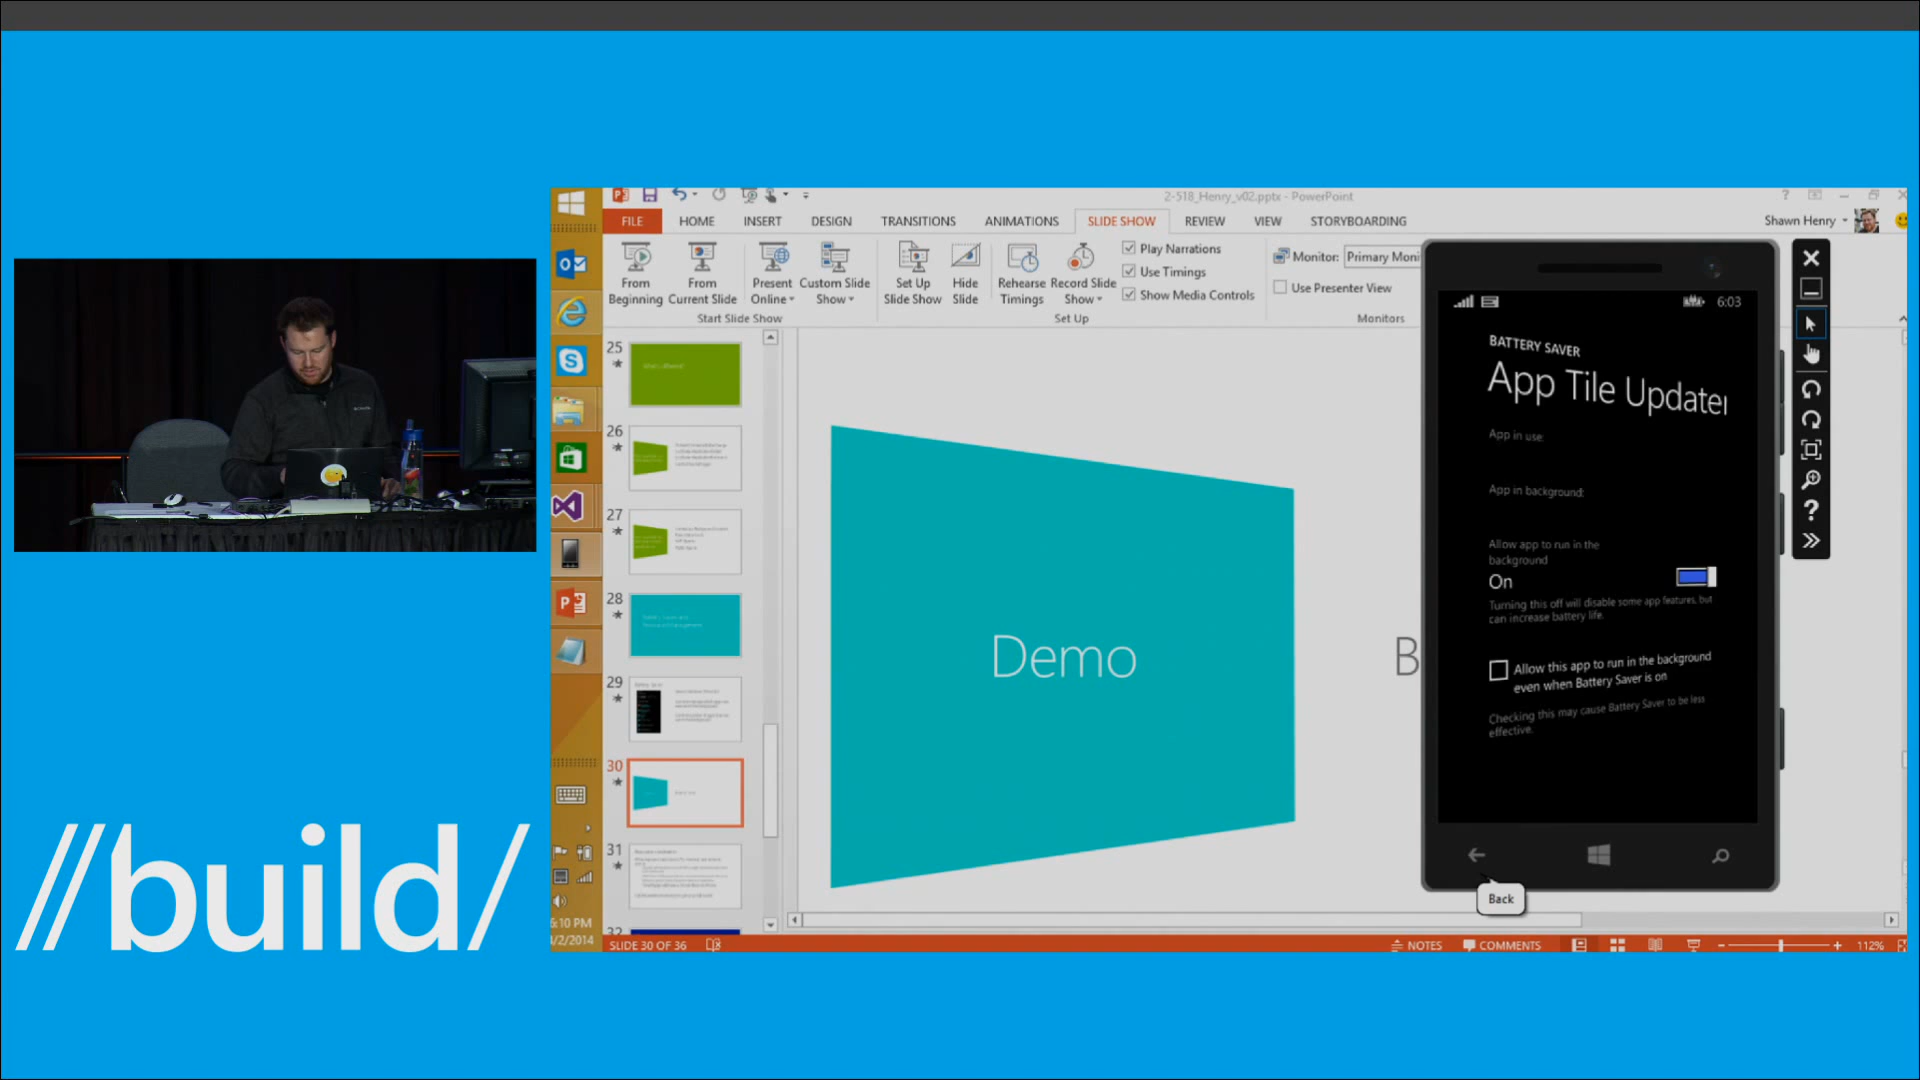 2-518_Henry_v02.pptx - PowerPoint
FILE HOME INSERT DESIGN TRANSITIONS ANIMATIONS SLIDE SHOW REVIEW VIEW STORYBOARDING
Shawn Henry
From Beginning
From Current Slide
Present Online
Custom Slide Show
Set Up Slide Show
Hide Slide
Rehearse Timings
Record Slide Show
Play Narrations
Use Timings
Show Media Controls
Monitor: Primary Moni
Use Presenter View
Start Slide Show
Set Up
Monitors
25
26
27
28
29
30
31
32
Demo
B
6:03
BATTERY SAVER
App Tile Updater
App in use:
App in background:
Allow app to run in the
background
On
Turning this off will disable some app features, but
can increase battery life.
Allow this app to run in the background
even when Battery Saver is on
Checking this may cause Battery Saver to be less
effective.
Back
//build/
6:10 PM
4/2/2014
SLIDE 30 OF 36
NOTES
COMMENTS
112%